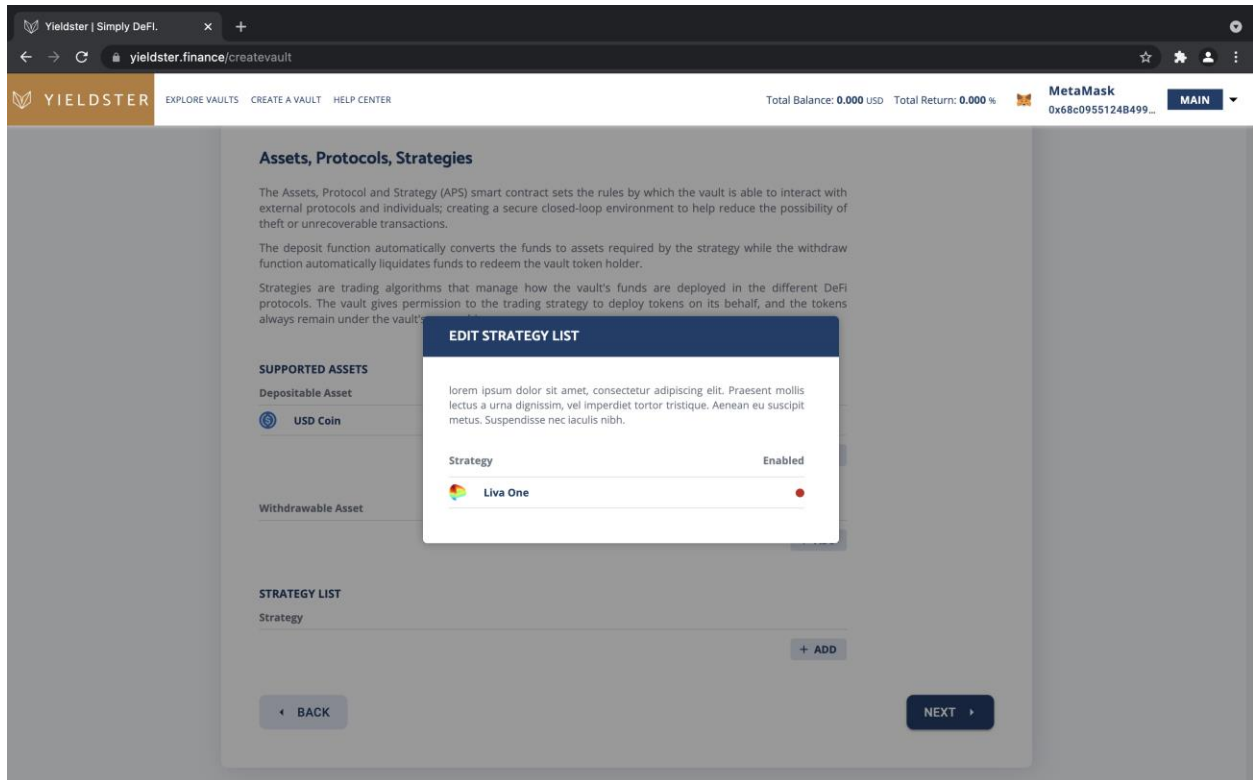 Yieldster | Simply DeFI.
yieldster.finance/createvault
YIELDSTER EXPLORE VAULTS CREATE A VAULT HELP CENTER Total Balance: 0.000 USD Total Return: 0.000 % MetaMask MAIN
0x68c0955124B499...
Assets, Protocols, Strategies
The Assets, Protocol and Strategy (APS) smart contract sets the rules by which the vault is able to interact with
external protocols and individuals; creating a secure closed-loop environment to help reduce the possibility of
theft or unrecoverable transactions.
The deposit function automatically converts the funds to assets required by the strategy while the withdraw
function automatically liquidates funds to redeem the vault token holder.
Strategies are trading algorithms that manage how the vault's funds are deployed in the different DeFi
protocols. The vault gives permission to the trading strategy to deploy tokens on its behalf, and the tokens
always remain under the vault's
EDIT STRATEGY LIST
lorem ipsum dolor sit amet, consectetur adipiscing elit. Praesent mollis
lectus a urna dignissim, vel imperdiet tortor tristique. Aenean eu suscipit
metus. Suspendisse nec iaculis nibh.
Strategy Enabled
Liva One
SUPPORTED ASSETS
Depositable Asset
USD Coin
Withdrawable Asset
STRATEGY LIST
Strategy
+ ADD
BACK NEXT